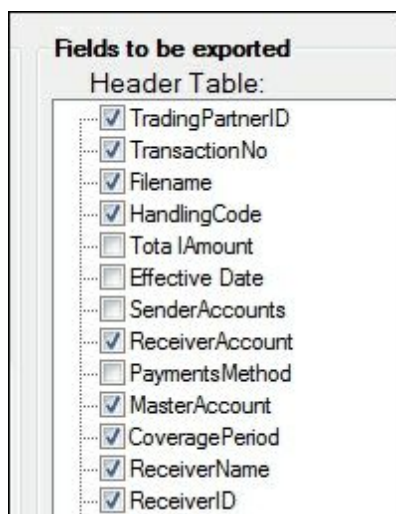 Fields to be exported
Header Table:
TradingPartnerID
TransactionNo
Filename
HandlingCode
Tota lAmount
Effective Date
SenderAccounts
ReceiverAccount
PaymentsMethod
MasterAccount
CoveragePeriod
ReceiverName
ReceiverID